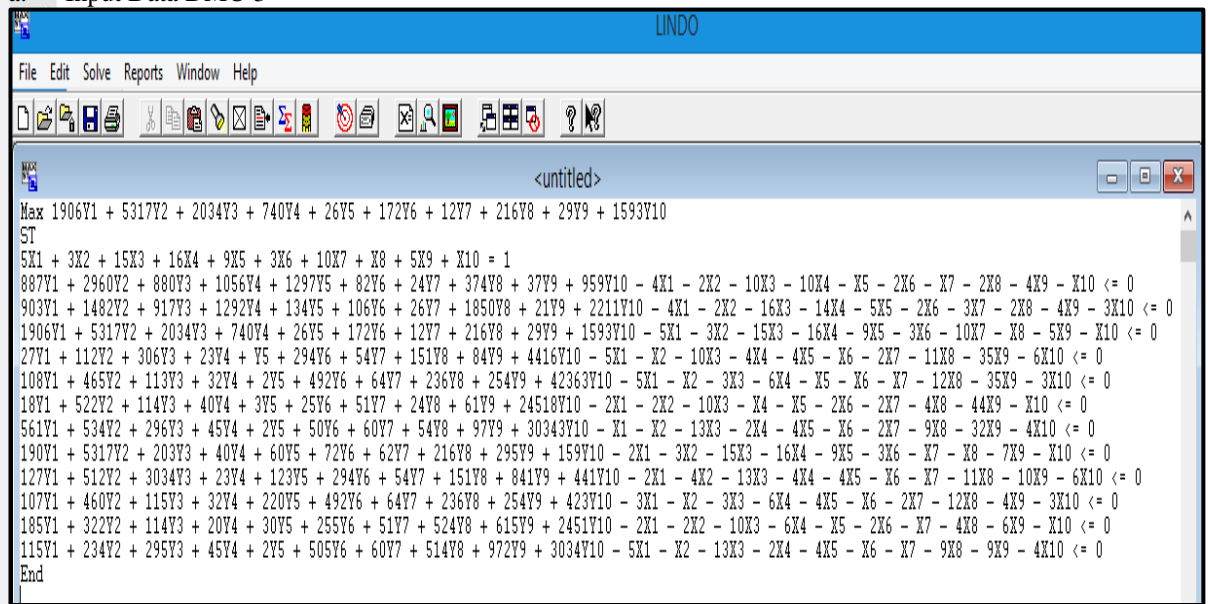 a. Input Data DMU 3
LINDO
File Edit Solve Reports Window Help
<untitled>
Max 1906Y1 + 5317Y2 + 2034Y3 + 740Y4 + 26Y5 + 172Y6 + 12Y7 + 216Y8 + 29Y9 + 1593Y10
ST
5X1 + 3X2 + 15X3 + 16X4 + 9X5 + 3X6 + 10X7 + X8 + 5X9 + X10 = 1
887Y1 + 2960Y2 + 880Y3 + 1056Y4 + 1297Y5 + 82Y6 + 24Y7 + 374Y8 + 37Y9 + 959Y10 - 4X1 - 2X2 - 10X3 - 10X4 - X5 - 2X6 - X7 - 2X8 - 4X9 - X10 <= 0
903Y1 + 1482Y2 + 917Y3 + 1292Y4 + 134Y5 + 106Y6 + 26Y7 + 1850Y8 + 21Y9 + 2211Y10 - 4X1 - 2X2 - 16X3 - 14X4 - 5X5 - 2X6 - 3X7 - 2X8 - 4X9 - 3X10 <= 0
1906Y1 + 5317Y2 + 2034Y3 + 740Y4 + 26Y5 + 172Y6 + 12Y7 + 216Y8 + 29Y9 + 1593Y10 - 5X1 - 3X2 - 15X3 - 16X4 - 9X5 - 3X6 - 10X7 - X8 - 5X9 - X10 <= 0
27Y1 + 112Y2 + 306Y3 + 23Y4 + Y5 + 294Y6 + 54Y7 + 151Y8 + 84Y9 + 4416Y10 - 5X1 - X2 - 10X3 - 4X4 - 4X5 - X6 - 2X7 - 11X8 - 35X9 - 6X10 <= 0
108Y1 + 465Y2 + 113Y3 + 32Y4 + 2Y5 + 492Y6 + 64Y7 + 236Y8 + 254Y9 + 42363Y10 - 5X1 - X2 - 3X3 - 6X4 - X5 - X6 - X7 - 12X8 - 35X9 - 3X10 <= 0
18Y1 + 522Y2 + 114Y3 + 40Y4 + 3Y5 + 25Y6 + 51Y7 + 24Y8 + 61Y9 + 24518Y10 - 2X1 - 2X2 - 10X3 - X4 - X5 - 2X6 - 2X7 - 4X8 - 44X9 - X10 <= 0
561Y1 + 534Y2 + 296Y3 + 45Y4 + 2Y5 + 50Y6 + 60Y7 + 54Y8 + 97Y9 + 30343Y10 - X1 - X2 - 13X3 - 2X4 - 4X5 - X6 - 2X7 - 9X8 - 32X9 - 4X10 <= 0
190Y1 + 5317Y2 + 203Y3 + 40Y4 + 60Y5 + 72Y6 + 62Y7 + 216Y8 + 295Y9 + 159Y10 - 2X1 - 3X2 - 15X3 - 16X4 - 9X5 - 3X6 - X7 - X8 - 7X9 - X10 <= 0
127Y1 + 512Y2 + 3034Y3 + 23Y4 + 123Y5 + 294Y6 + 54Y7 + 151Y8 + 841Y9 + 441Y10 - 2X1 - 4X2 - 13X3 - 4X4 - 4X5 - X6 - X7 - 11X8 - 10X9 - 6X10 <= 0
107Y1 + 460Y2 + 115Y3 + 32Y4 + 220Y5 + 492Y6 + 64Y7 + 236Y8 + 254Y9 + 423Y10 - 3X1 - X2 - 3X3 - 6X4 - 4X5 - X6 - 2X7 - 12X8 - 4X9 - 3X10 <= 0
185Y1 + 322Y2 + 114Y3 + 20Y4 + 30Y5 + 255Y6 + 51Y7 + 524Y8 + 615Y9 + 2451Y10 - 2X1 - 2X2 - 10X3 - 6X4 - X5 - 2X6 - X7 - 4X8 - 6X9 - X10 <= 0
115Y1 + 234Y2 + 295Y3 + 45Y4 + 2Y5 + 505Y6 + 60Y7 + 514Y8 + 972Y9 + 3034Y10 - 5X1 - X2 - 13X3 - 2X4 - 4X5 - X6 - X7 - 9X8 - 9X9 - 4X10 <= 0
End